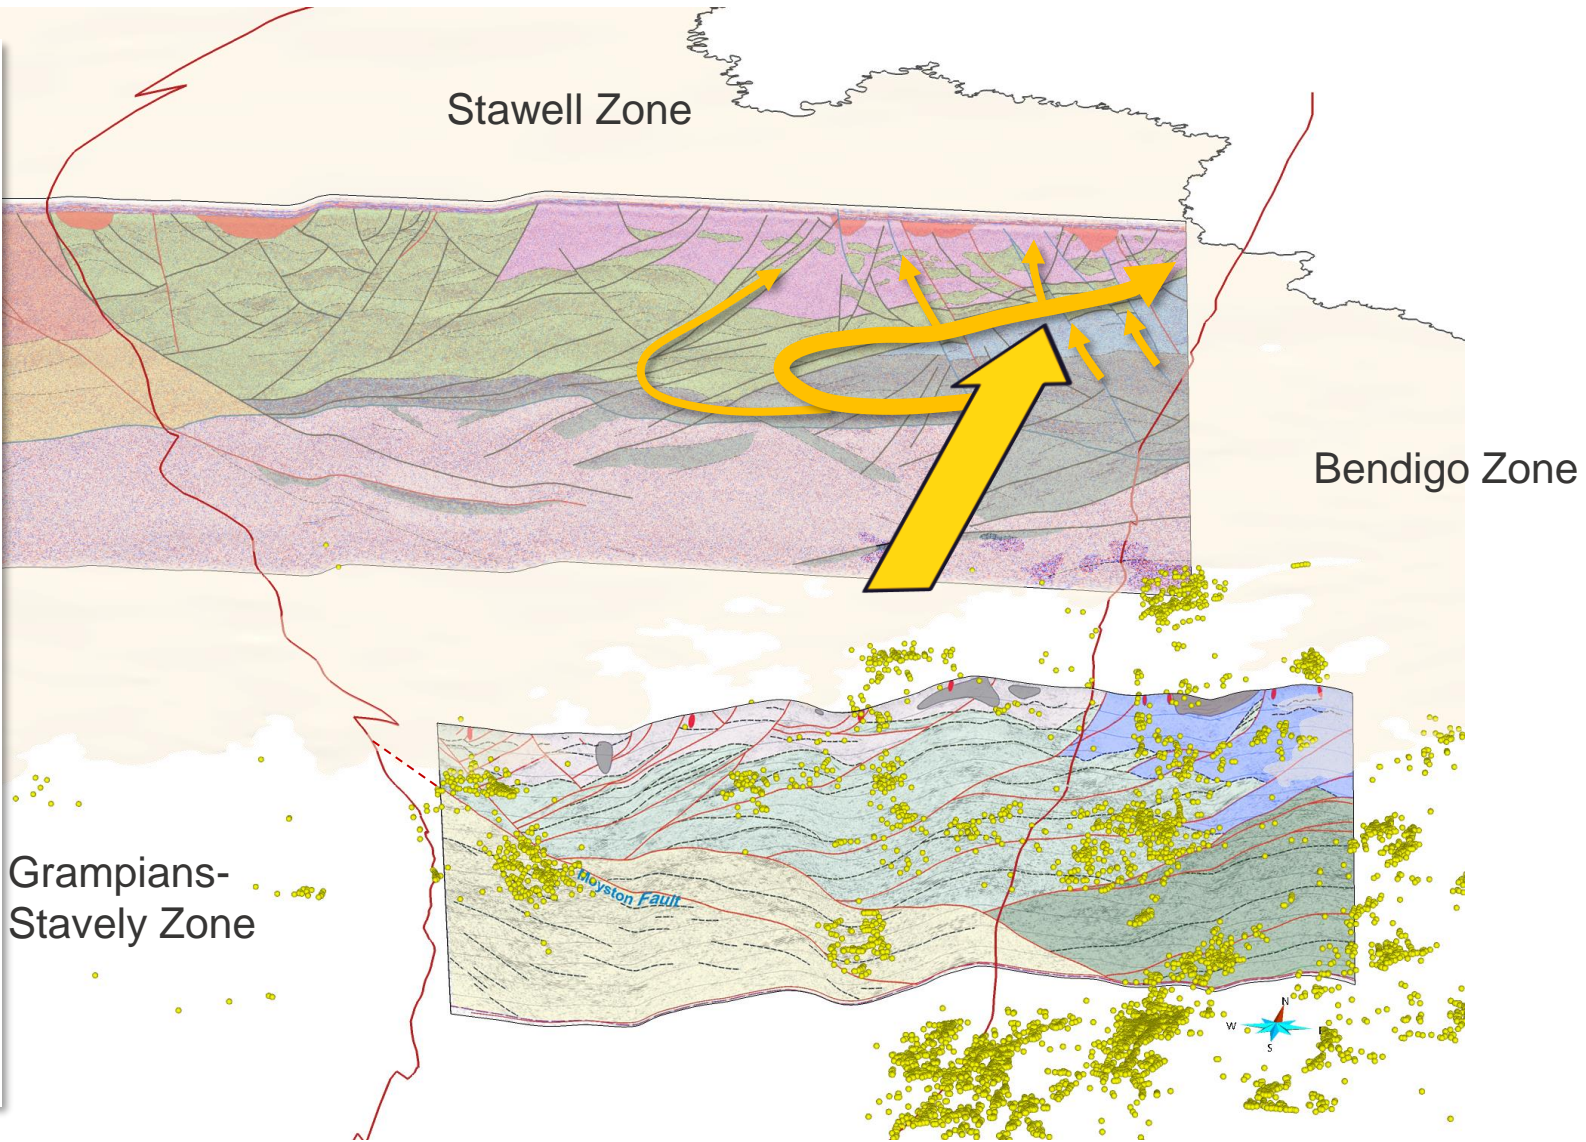 Stawell Zone
Bendigo Zone
Moyston Fault
Grampians-
Stavely Zone
N
W
E
S